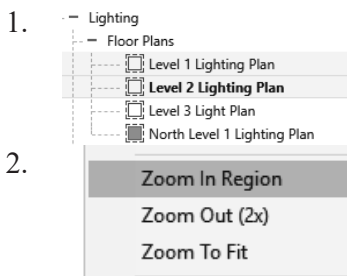 1.
Lighting
Floor Plans
Level 1 Lighting Plan
Level 2 Lighting Plan
Level 3 Light Plan
North Level 1 Lighting Plan
2.
Zoom In Region
Zoom Out (2x)
Zoom To Fit